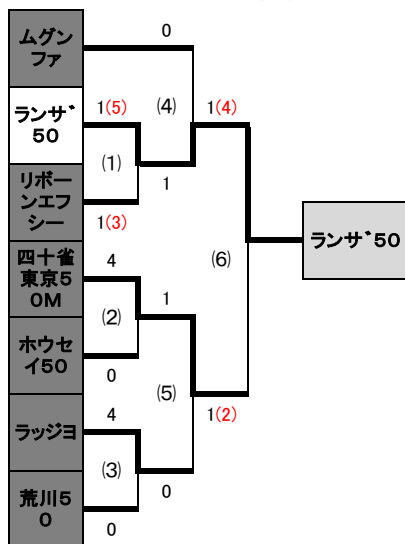 ムグン
ファ
0
ランサ゛
50
1(5)
(4)
1(4)
(1)
リボー
ンエフ
シー
1
1(3)
ランサ゛50
四十雀
東京5
0M
4
(6)
(2)
1
ホウセ
イ50
0
(5)
ラッジョ
4
1(2)
(3)
荒川5
0
0
0